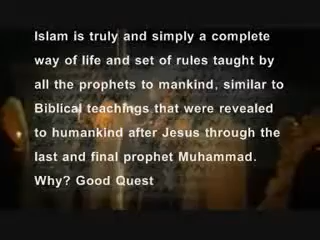 Islam is truly and simply a complete
way of life and set of rules taught by
all the prophets to mankind, similar to
Biblical teachings that were revealed
to humankind after Jesus through the
last and final prophet Muhammad.
Why? Good Quest